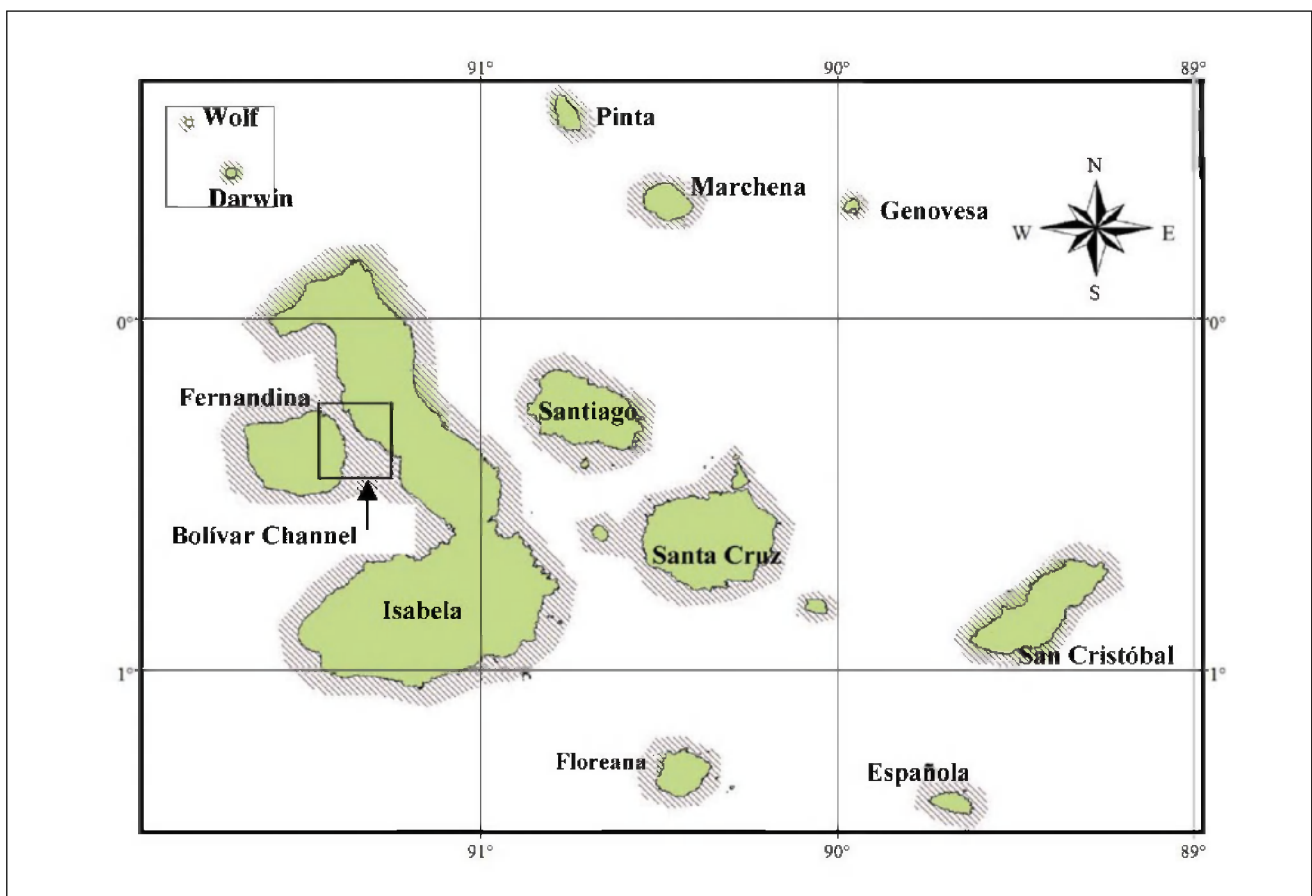 91° 90° 89°
Wolf
Pinta
Darwin
Marchena
Genovesa
N
W E
S
0° 0°
Fernandina
Santiago
Bolívar Channel
Santa Cruz
Isabela
San Cristóbal
1° 1°
Floreana
Española
91° 90° 89°